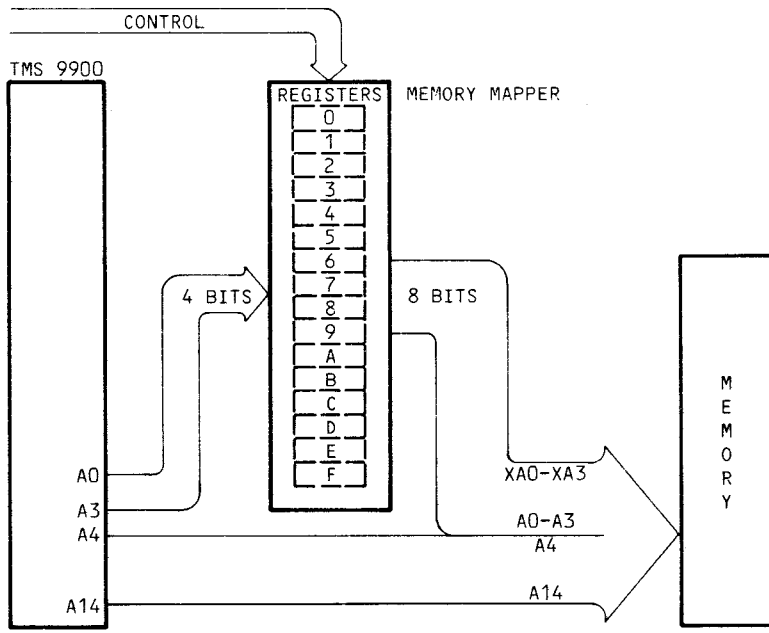 CONTROL
TMS 9900
REGISTERS MEMORY MAPPER
0
1
2
3
4
5
6
7
4 BITS
8 BITS
8
9
A
B
C
D
E
F
A0
A3
A4
A14
XA0-XA3
A0-A3
A4
A14
MEMORY